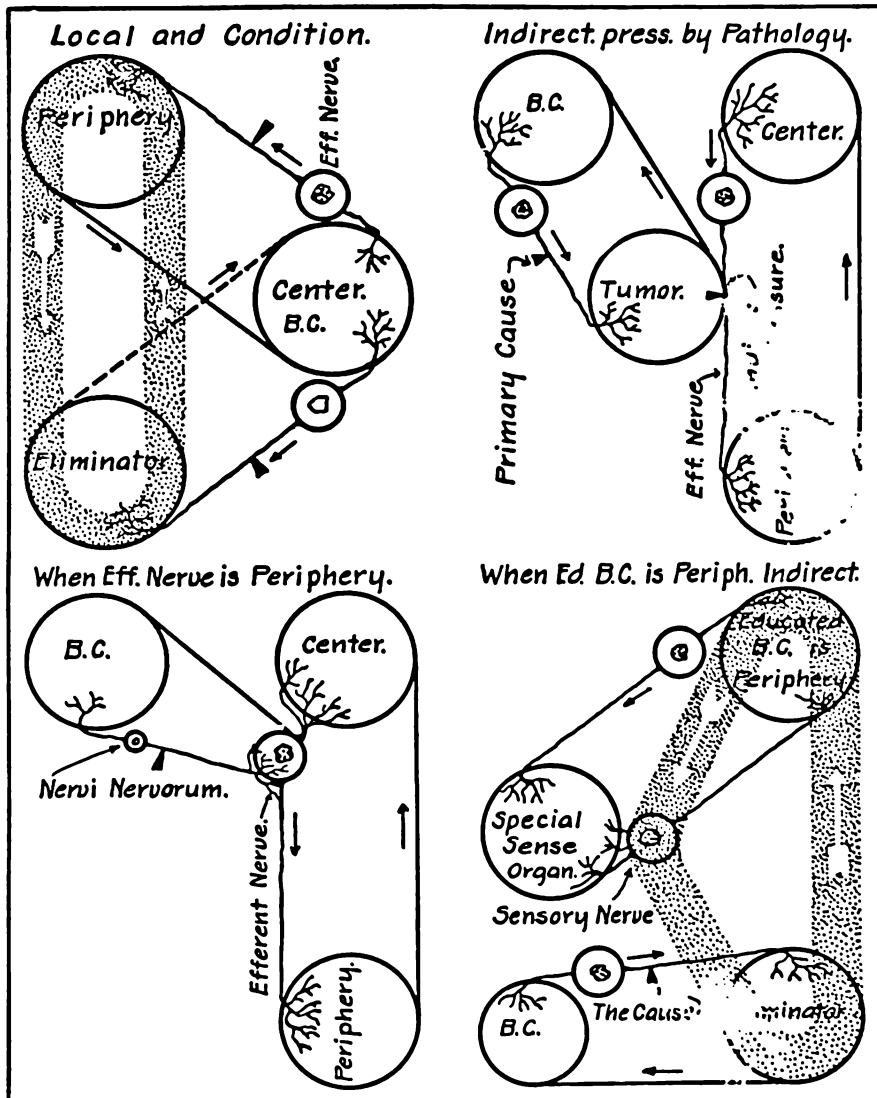 Local and Condition.
Periphery
Eff. Nerve.
Center.
B.C.
Eliminator
Indirect. press. by Pathology.
B.C.
Center.
Tumor.
Primary Cause
Eff. Nerve
When Eff. Nerve is Periphery.
B.C.
Center.
Nervi Nervorum.
Efferent Nerve.
Periphery.
When Ed. B.C. is Periph. Indirect.
Educated
B.C. is
Periphery
Special
Sense
Organ.
Sensory Nerve
The
B.C.